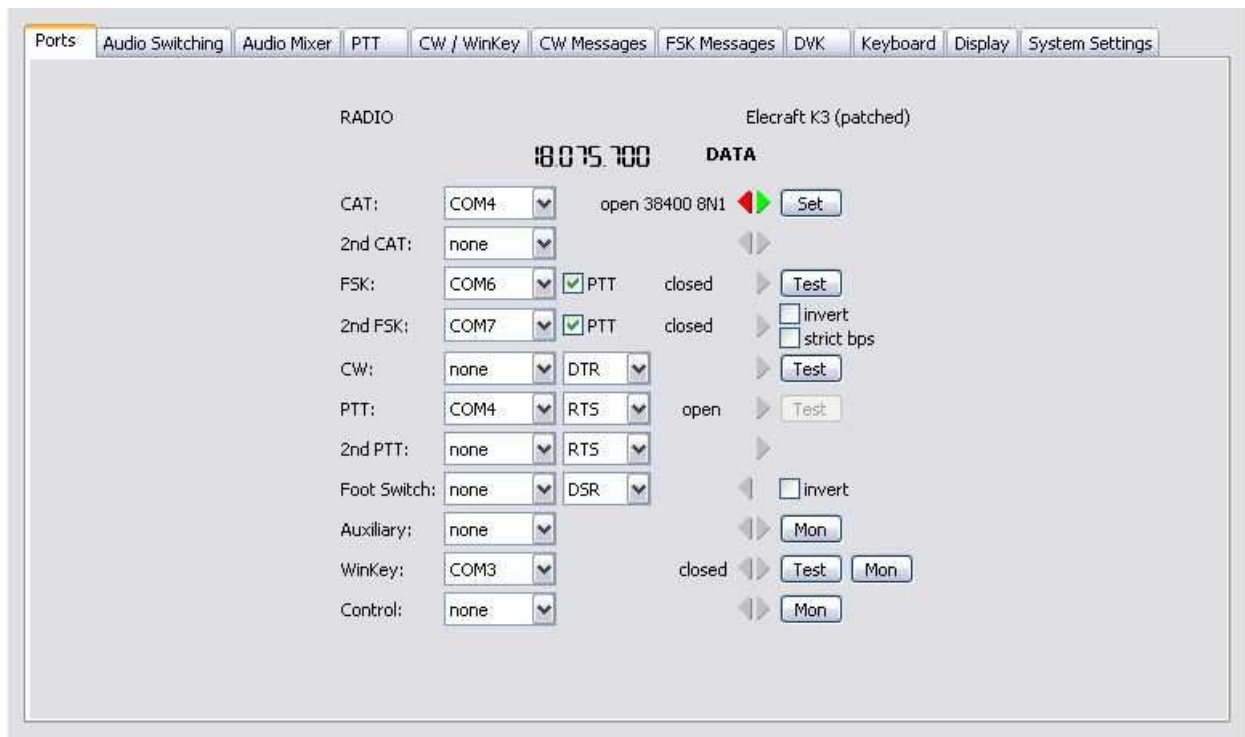 Ports Audio Switching Audio Mixer PTT CW / WinKey CW Messages FSK Messages DVK Keyboard Display System Settings
RADIO Elecraft K3 (patched)
18.075.700 DATA
CAT: COM4 open 38400 8N1 Set
2nd CAT: none
FSK: COM6 PTT closed Test
2nd FSK: COM7 PTT closed invert
strict bps
CW: none DTR Test
PTT: COM4 RTS open Test
2nd PTT: none RTS
Foot Switch: none DSR invert
Auxiliary: none Mon
WinKey: COM3 closed Test Mon
Control: none Mon